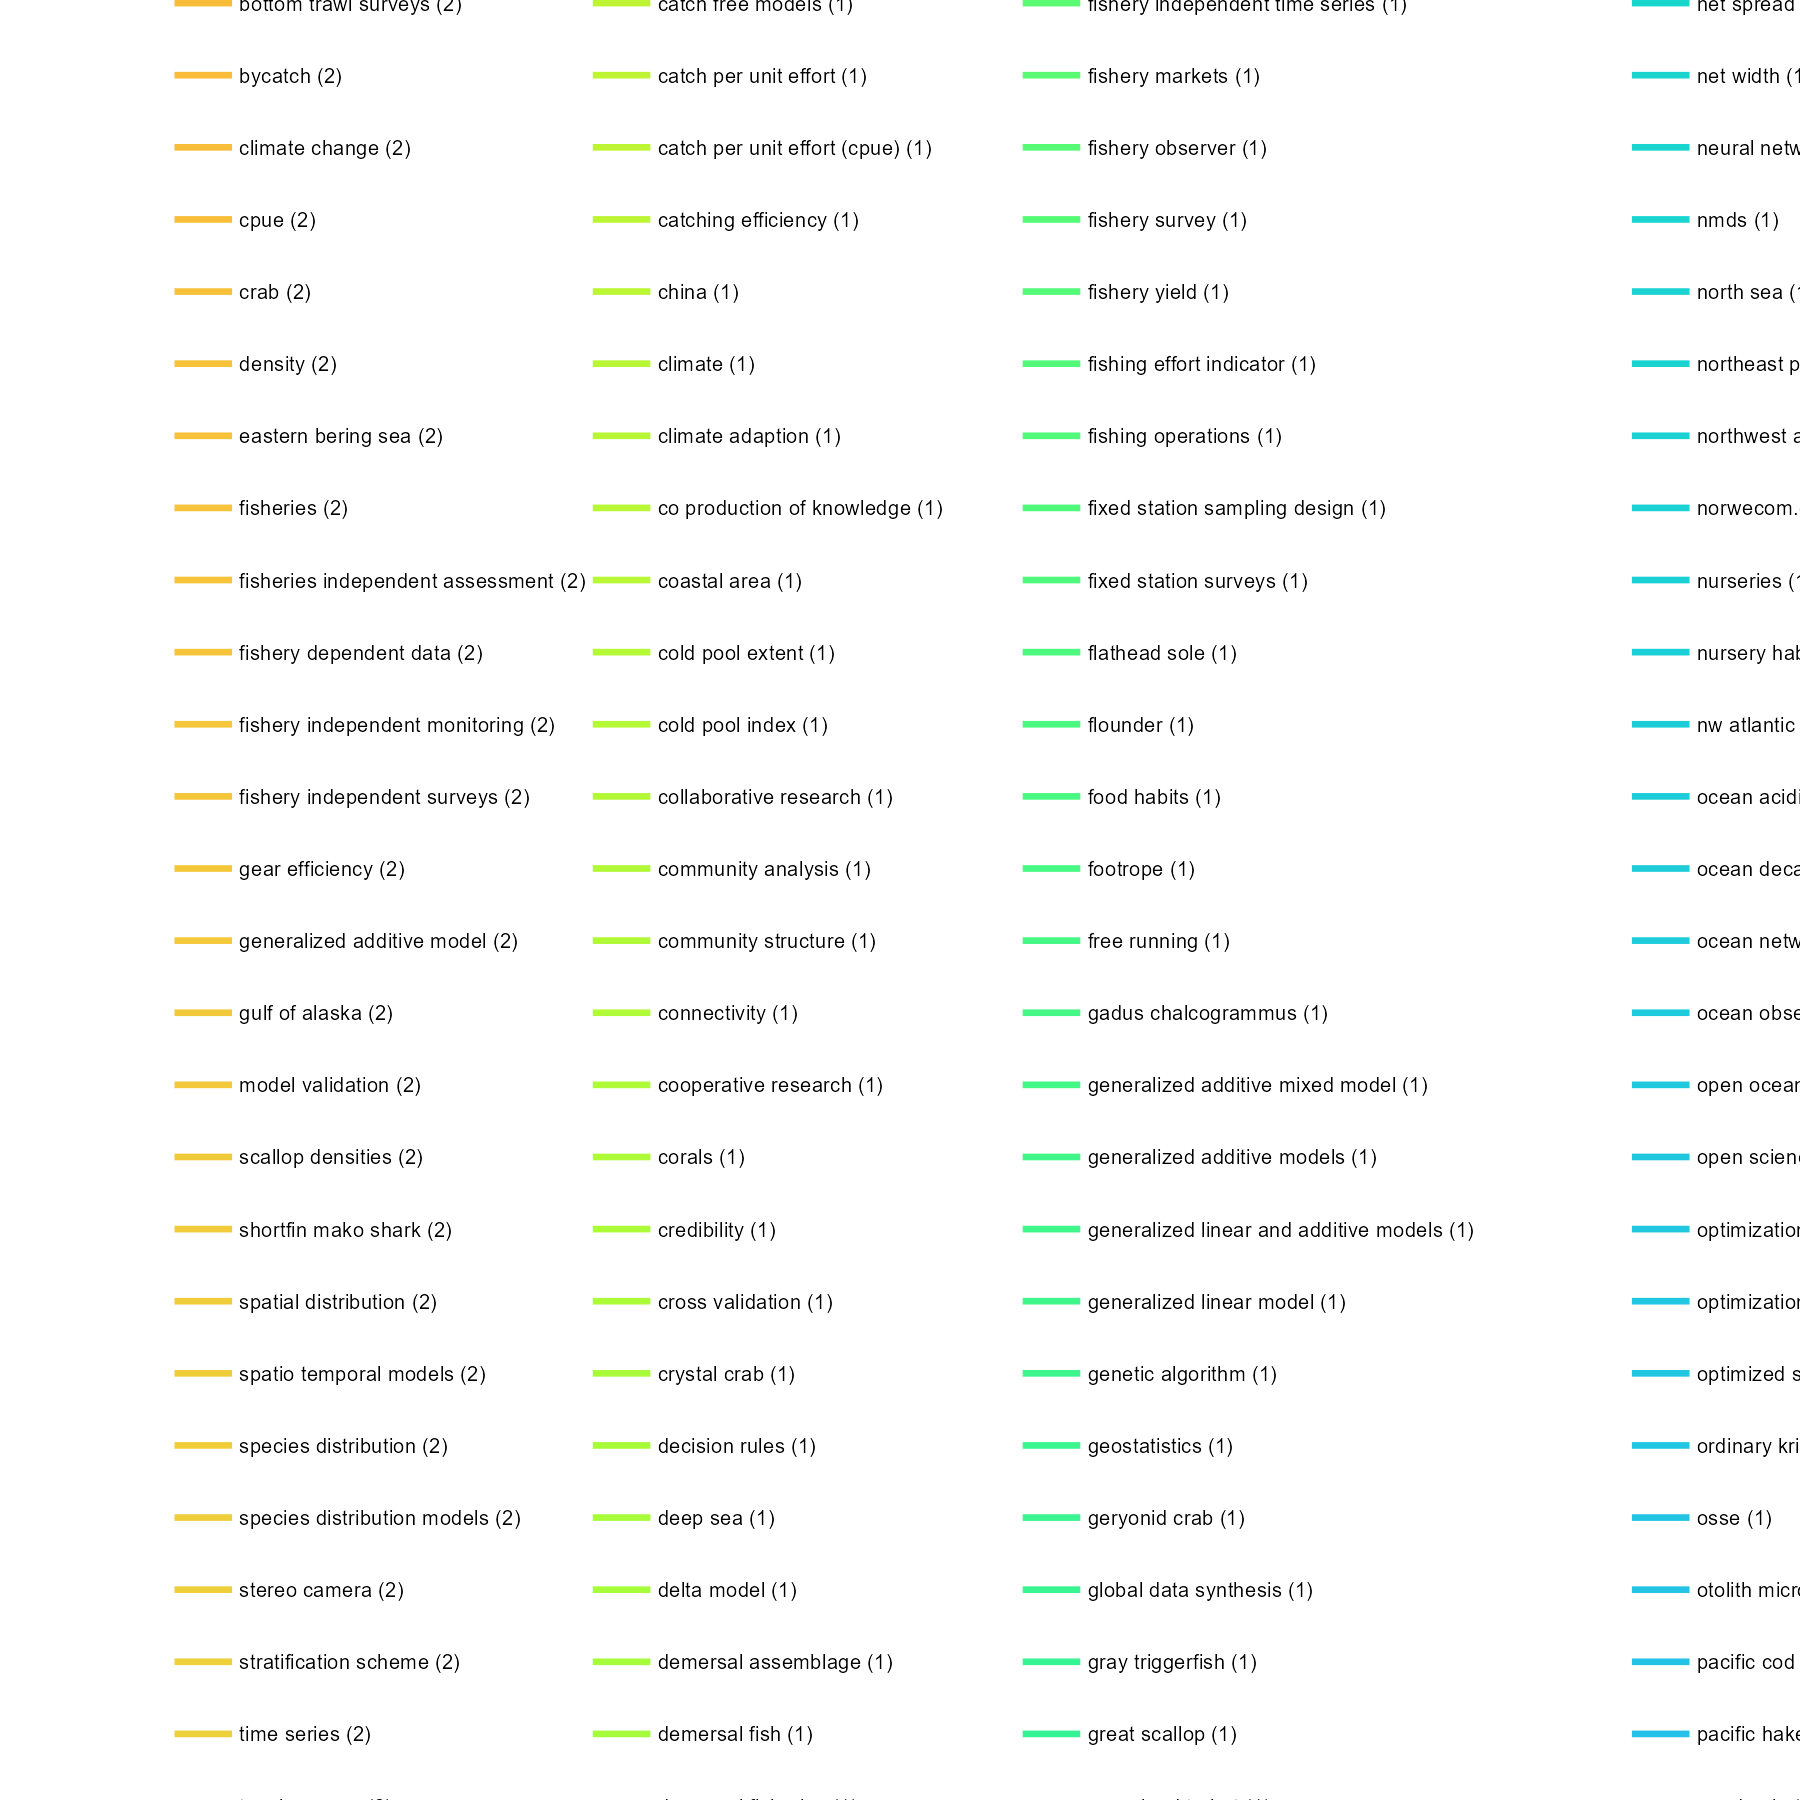 bottom trawl surveys (2)
bycatch (2)
climate change (2)
cpue (2)
crab (2)
density (2)
eastern bering sea (2)
fisheries (2)
fisheries independent assessment (2)
fishery dependent data (2)
fishery independent monitoring (2)
fishery independent surveys (2)
gear efficiency (2)
generalized additive model (2)
gulf of alaska (2)
model validation (2)
scallop densities (2)
shortfin mako shark (2)
spatial distribution (2)
spatio temporal models (2)
species distribution (2)
species distribution models (2)
stereo camera (2)
stratification scheme (2)
time series (2)
catch free models (1)
catch per unit effort (1)
catch per unit effort (cpue) (1)
catching efficiency (1)
china (1)
climate (1)
climate adaption (1)
co production of knowledge (1)
coastal area (1)
cold pool extent (1)
cold pool index (1)
collaborative research (1)
community analysis (1)
community structure (1)
connectivity (1)
cooperative research (1)
corals (1)
credibility (1)
cross validation (1)
crystal crab (1)
decision rules (1)
deep sea (1)
delta model (1)
demersal assemblage (1)
demersal fish (1)
fishery independent time series (1)
fishery markets (1)
fishery observer (1)
fishery survey (1)
fishery yield (1)
fishing effort indicator (1)
fishing operations (1)
fixed station sampling design (1)
fixed station surveys (1)
flathead sole (1)
flounder (1)
food habits (1)
footrope (1)
free running (1)
gadus chalcogrammus (1)
generalized additive mixed model (1)
generalized additive models (1)
generalized linear and additive models (1)
generalized linear model (1)
genetic algorithm (1)
geostatistics (1)
geryonid crab (1)
global data synthesis (1)
gray triggerfish (1)
great scallop (1)
net spread
net width (1
neural netw
nmds (1)
north sea (1
northeast p
northwest a
norwecom.
nurseries (1
nursery hab
nw atlantic
ocean acidi
ocean deca
ocean netw
ocean obse
open ocean
open scien
optimization
optimization
optimized s
ordinary kri
osse (1)
otolith micro
pacific cod
pacific hake